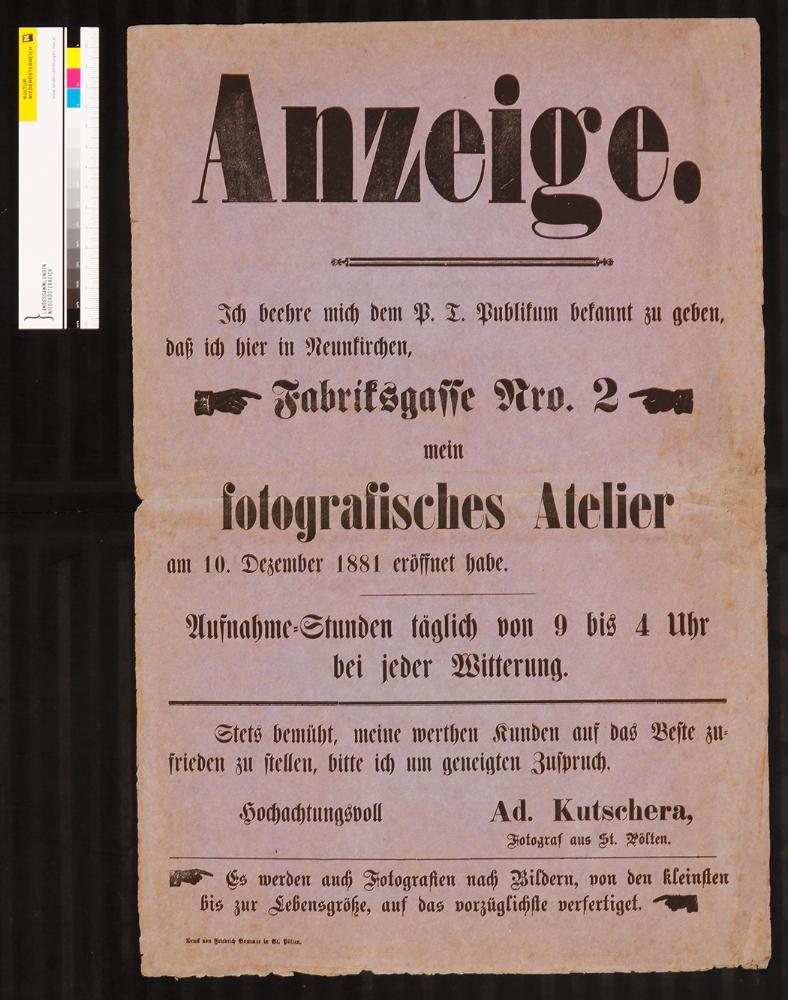 Anzeige.
Ich beehre mich dem P. T. Publikum bekannt zu geben,
daß ich hier in Neunkirchen,
Fabriksgasse Nro. 2
mein
fotografisches Atelier
am 10. Dezember 1881 eröffnet habe.
Aufnahme-Stunden täglich von 9 bis 4 Uhr
bei jeder Witterung.
Stets bemüht, meine werthen Kunden auf das Beste zu-
frieden zu stellen, bitte ich um geneigten Zuspruch.
Hochachtungsvoll
Ad. Kutschera,
Fotograf aus St. Pölten.
Es werden auch Fotografien nach Bildern, von den kleinsten
bis zur Lebensgröße, auf das vorzüglichste verfertiget.
Druck von Friedrich Sommer in St. Pölten.
KULTUR
NIEDERÖSTERREICH
LANDESSAMMLUNGEN
NIEDERÖSTERREICH